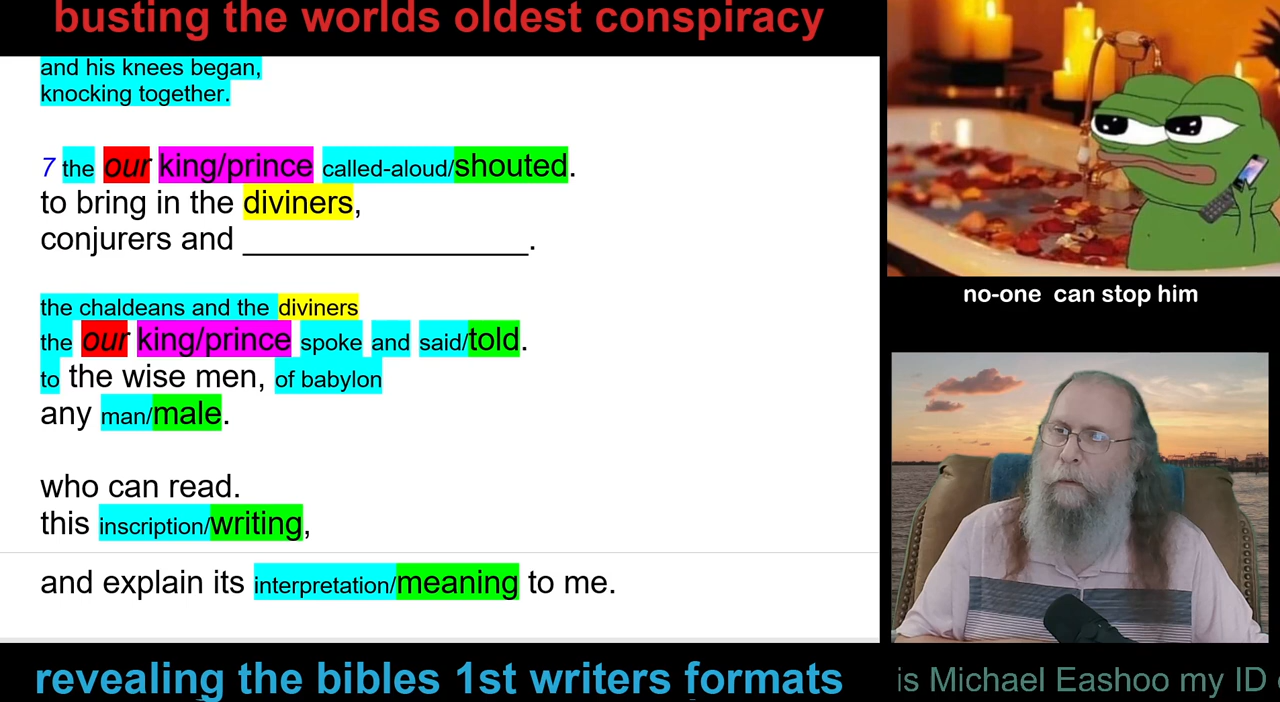 busting the worlds oldest conspiracy
and his knees began,
knocking together.
7 the our king/prince called-aloud/shouted.
to bring in the diviners,
conjurers and _________________.
the chaldeans and the diviners
the our king/prince spoke and said/told.
to the wise men, of babylon
any man/male.
who can read.
this inscription/writing,
and explain its interpretation/meaning to me.
revealing the bibles 1st writers formats
no-one can stop him
is Michael Eashoo my ID